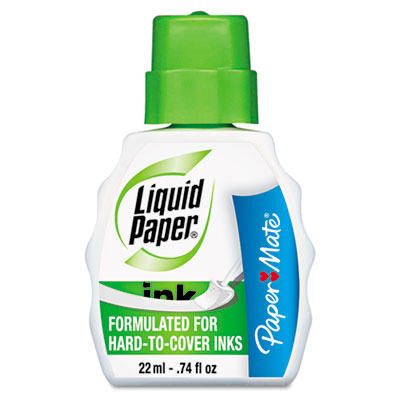 Liquid
Paper®
ink
FORMULATED FOR
HARD-TO-COVER INKS
22 ml - .74 fl oz
Paper Mate®